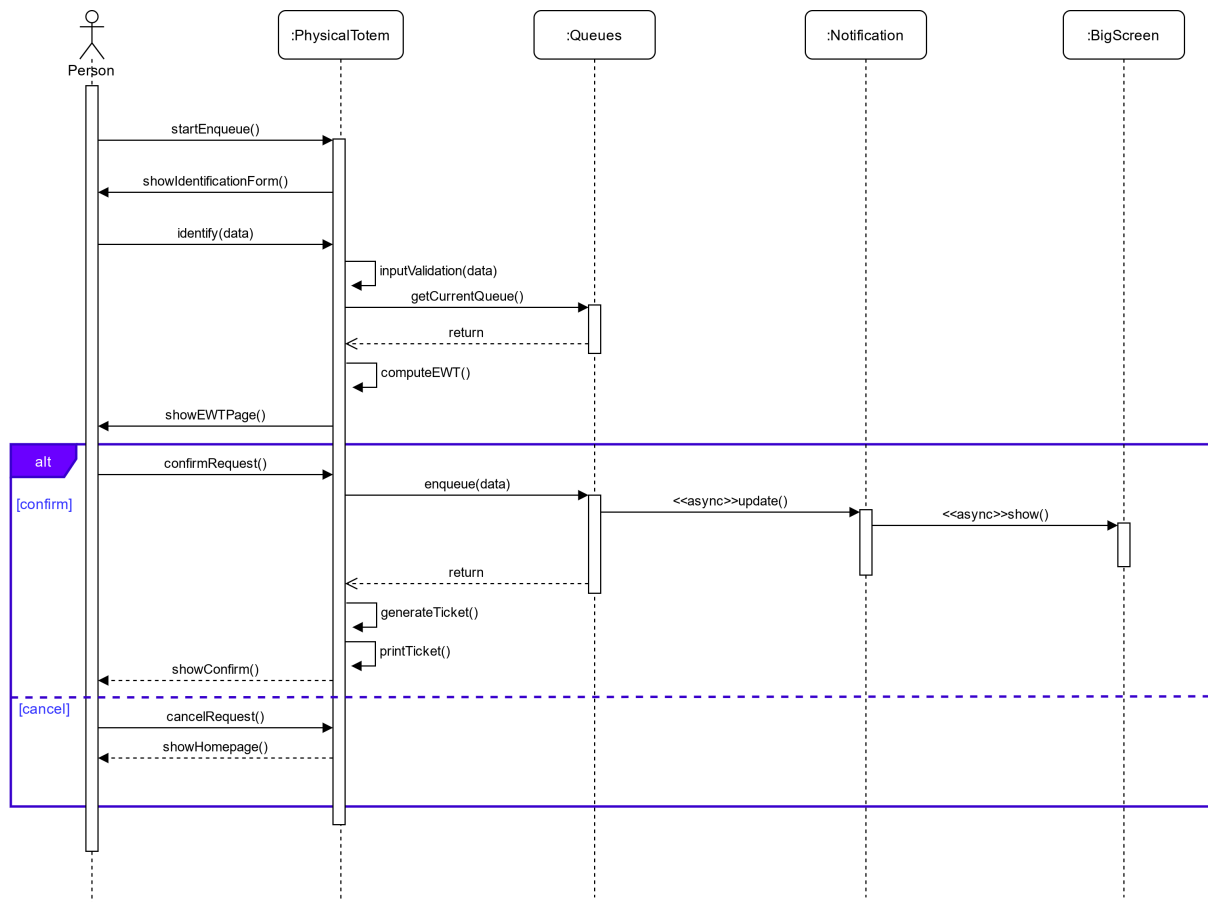 :PhysicalTotem
:Queues
:Notification
:BigScreen
Person
startEnqueue()
showIdentificationForm()
identify(data)
inputValidation(data)
getCurrentQueue()
return
computeEWT()
showEWTPage()
alt
confirmRequest()
[confirm]
enqueue(data)
<<async>>update()
<<async>>show()
return
generateTicket()
printTicket()
showConfirm()
[cancel]
cancelRequest()
showHomepage()